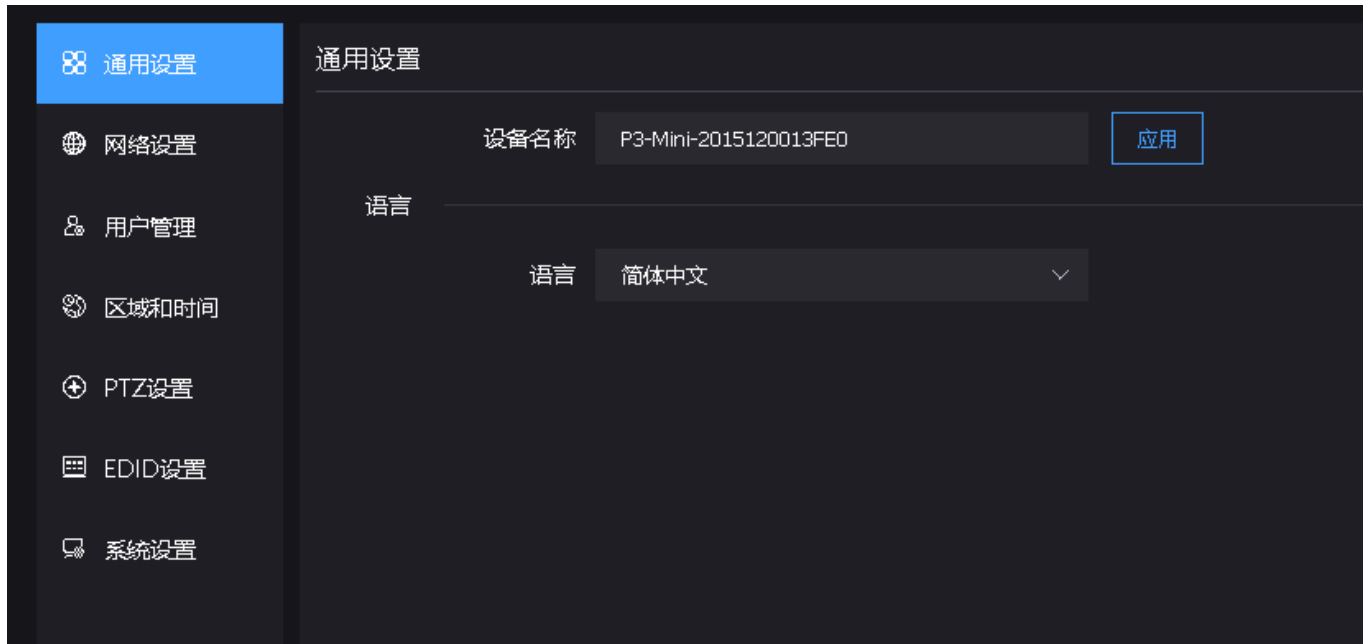 通用设置
网络设置
用户管理
区域和时间
PTZ设置
EDID设置
系统设置
通用设置
设备名称 P3-Mini-2015120013FE0 应用
语言
语言 简体中文